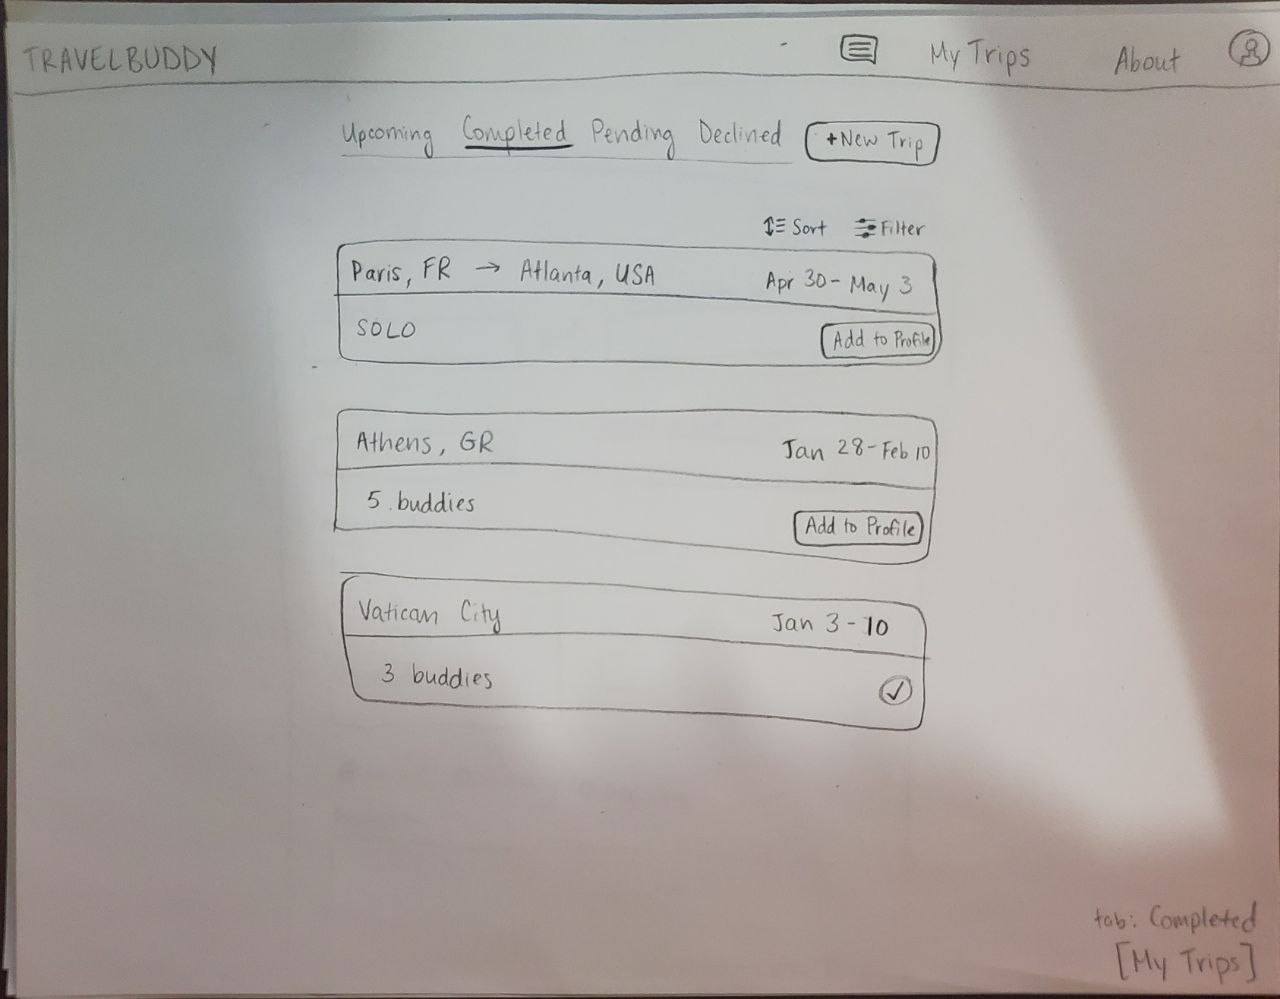 TRAVELBUDDY My Trips About
Upcoming Completed Pending Declined +New Trip
Sort Filter
Paris, FR → Atlanta, USA Apr 30 - May 3
SOLO Add to Profile
Athens, GR Jan 28 - Feb 10
5 buddies Add to Profile
Vatican City Jan 3 - 10
3 buddies
tab: Completed
[My Trips]